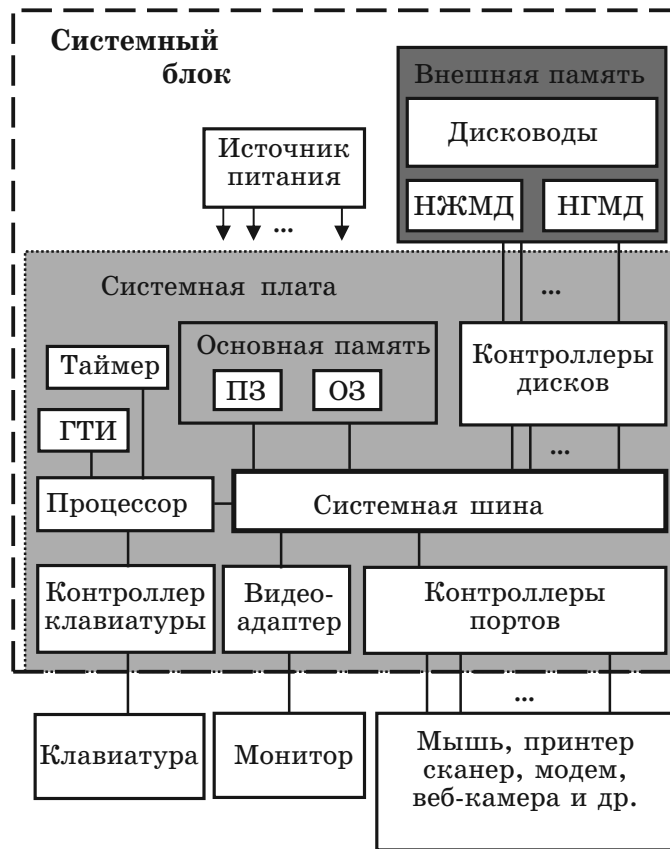 Системный
блок
Внешняя память
Дисководы
НЖМД
НГМД
Источник
питания
...
...
Системная плата
Основная память
ПЗ
ОЗ
Контроллеры
дисков
Таймер
ГТИ
...
Процессор
Системная шина
Контроллер
клавиатуры
Видео-
адаптер
Контроллеры
портов
...
Клавиатура
Монитор
Мышь, принтер
сканер, модем,
веб-камера и др.